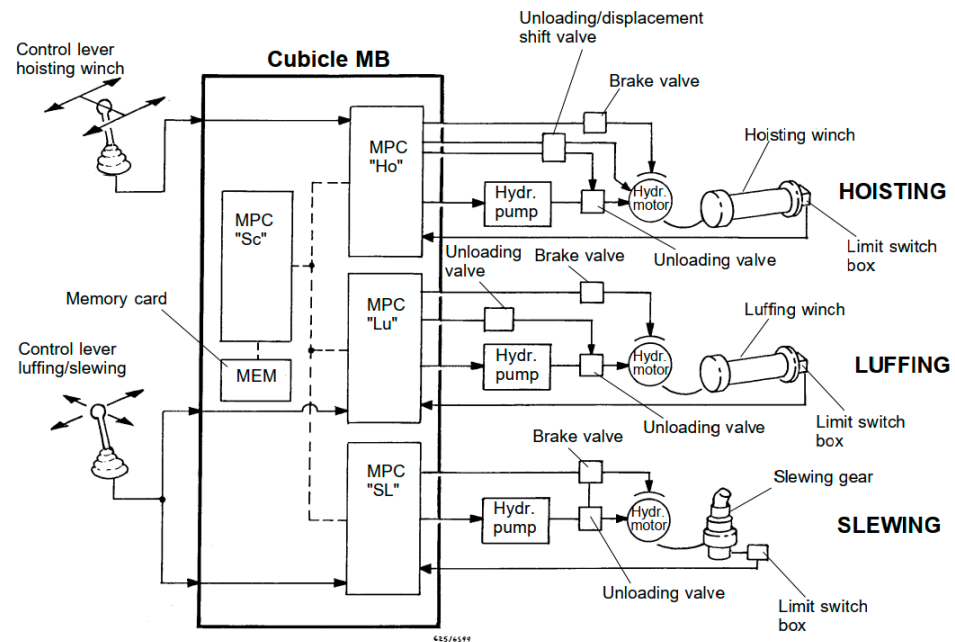 Unloading/displacement
shift valve
Control lever
hoisting winch
Cubicle MB
Brake valve
Hoisting winch
MPC
"Ho"
HOISTING
Hydr.
pump
Hydr.
motor
MPC
"Sc"
Limit switch
box
Unloading
valve
Brake valve
Unloading valve
Memory card
MPC
"Lu"
Luffing winch
Control lever
luffing/slewing
MEM
Hydr.
pump
Hydr.
motor
LUFFING
Unloading valve
Limit switch
box
Brake valve
MPC
"SL"
Slewing gear
Hydr.
pump
Hydr.
motor
SLEWING
Unloading valve
Limit switch
box
625/6599